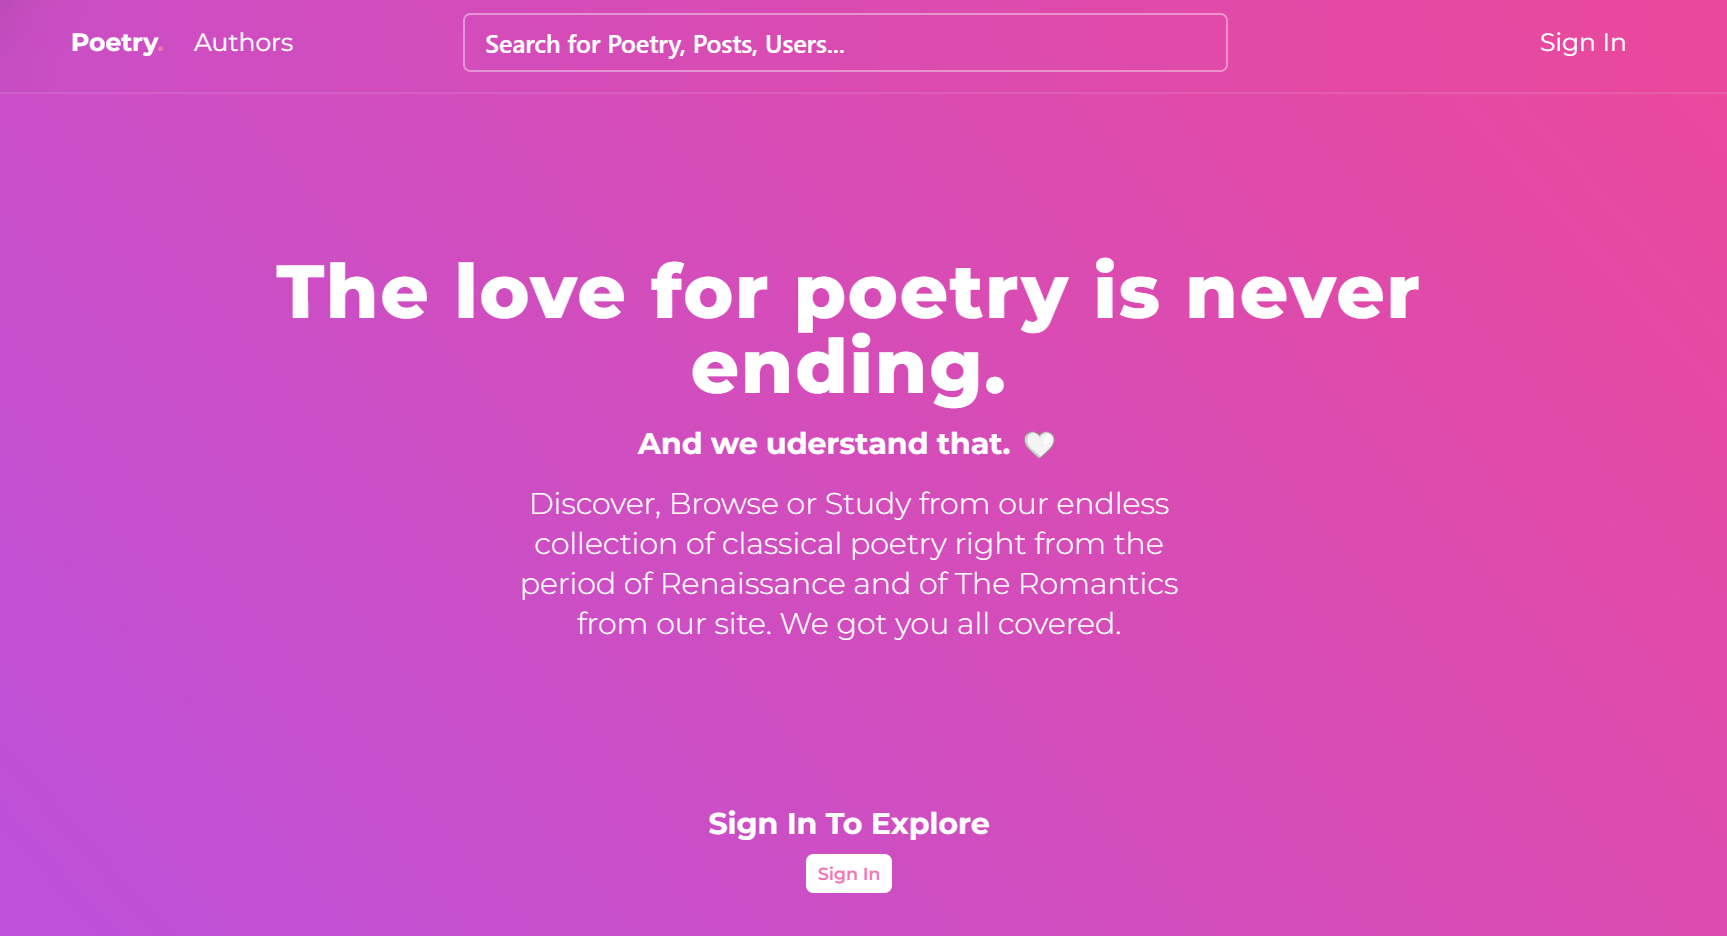 Poetry.
Authors
Search for Poetry, Posts, Users...
Sign In
The love for poetry is never
ending.
And we uderstand that. 🤍
Discover, Browse or Study from our endless
collection of classical poetry right from the
period of Renaissance and of The Romantics
from our site. We got you all covered.
Sign In To Explore
Sign In